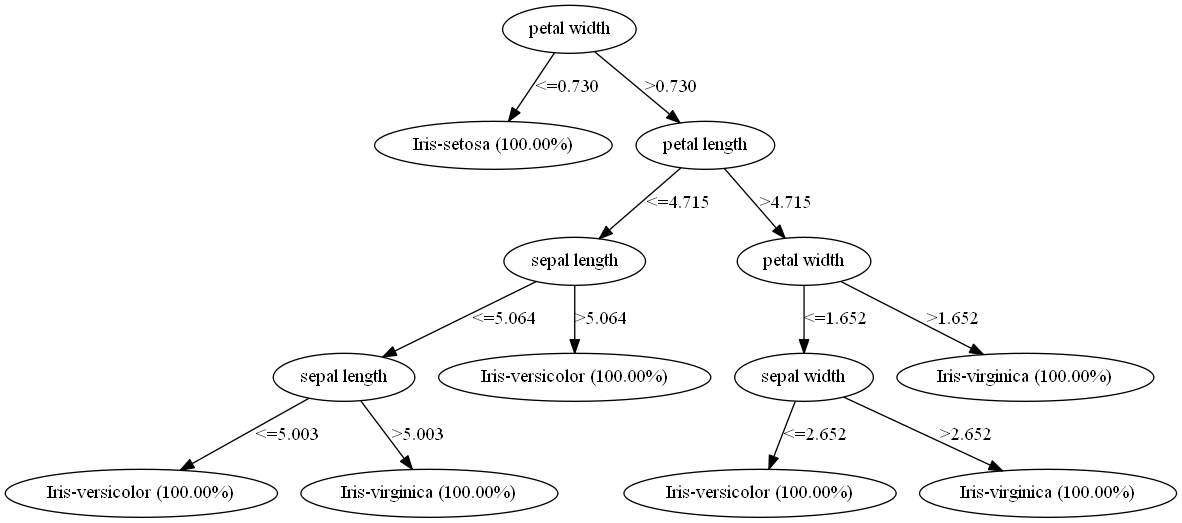 petal width
<=0.730
>0.730
Iris-setosa (100.00%)
petal length
<=4.715
>4.715
sepal length
petal width
<=5.064
>5.064
<=1.652
>1.652
sepal length
Iris-versicolor (100.00%)
sepal width
Iris-virginica (100.00%)
<=5.003
>5.003
<=2.652
>2.652
Iris-versicolor (100.00%)
Iris-virginica (100.00%)
Iris-versicolor (100.00%)
Iris-virginica (100.00%)